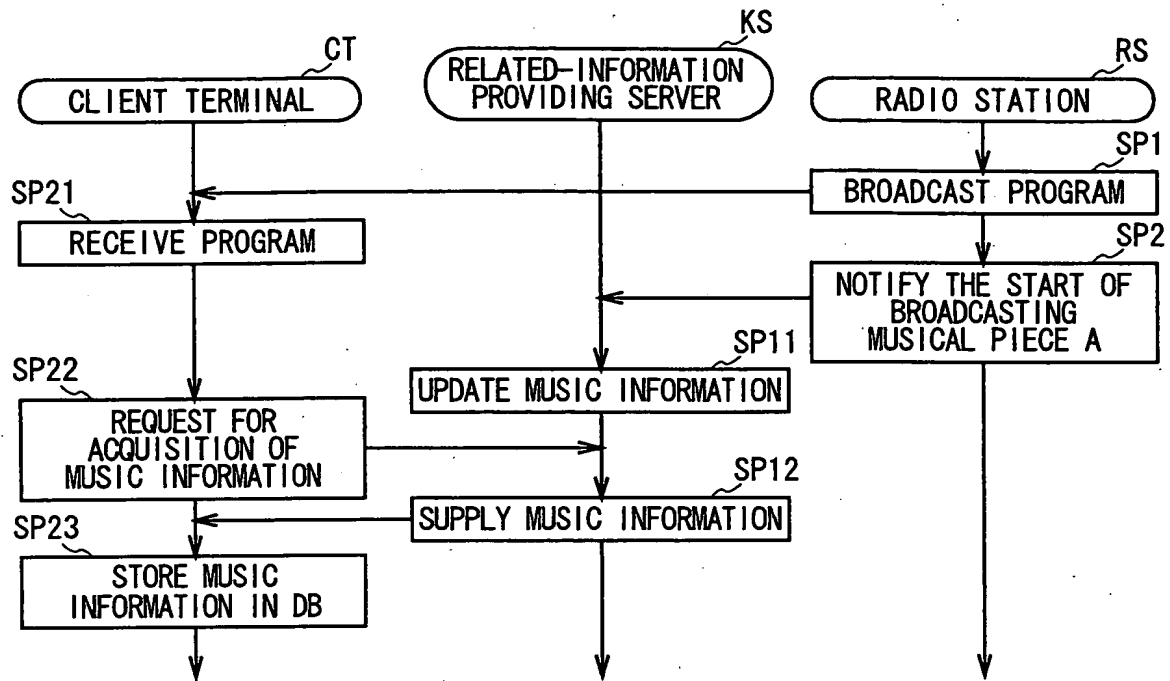 CT
KS
RS
CLIENT TERMINAL
RELATED-INFORMATION
PROVIDING SERVER
RADIO STATION
SP1
BROADCAST PROGRAM
SP21
RECEIVE PROGRAM
SP2
NOTIFY THE START OF
BROADCASTING
MUSICAL PIECE A
SP11
UPDATE MUSIC INFORMATION
SP22
REQUEST FOR
ACQUISITION OF
MUSIC INFORMATION
SP12
SUPPLY MUSIC INFORMATION
SP23
STORE MUSIC
INFORMATION IN DB